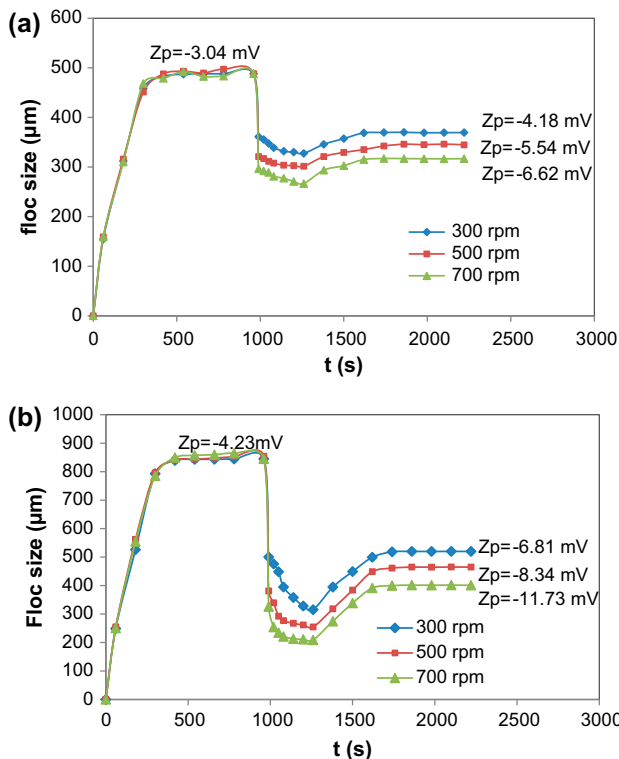 (a)
600
500
400
300
200
100
0
floc size (µm)
Zp=-3.04 mV
Zp=-4.18 mV
Zp=-5.54 mV
Zp=-6.62 mV
300 rpm
500 rpm
700 rpm
0 500 1000 1500 2000 2500 3000
t (s)
(b)
1000
900
800
700
600
500
400
300
200
100
0
Floc size (µm)
Zp=-4.23mV
Zp=-6.81 mV
Zp=-8.34 mV
Zp=-11.73 mV
300 rpm
500 rpm
700 rpm
0 500 1000 1500 2000 2500 3000
t (s)